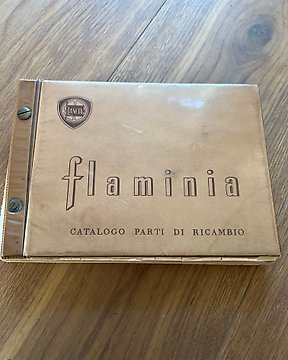 LANCIA
flaminia
CATALOGO PARTI DI RICAMBIO